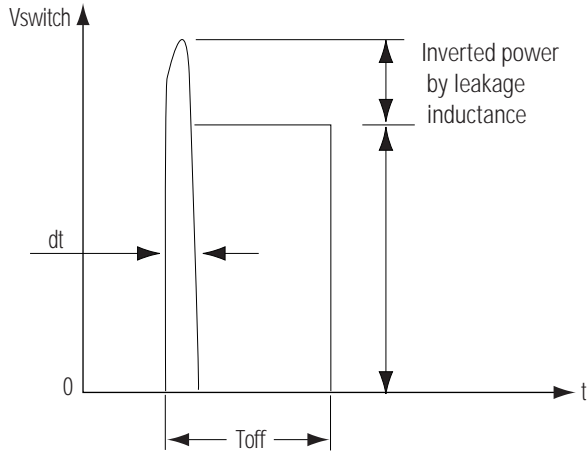 Vswitch
Inverted power
by leakage
inductance
dt
0
t
Toff